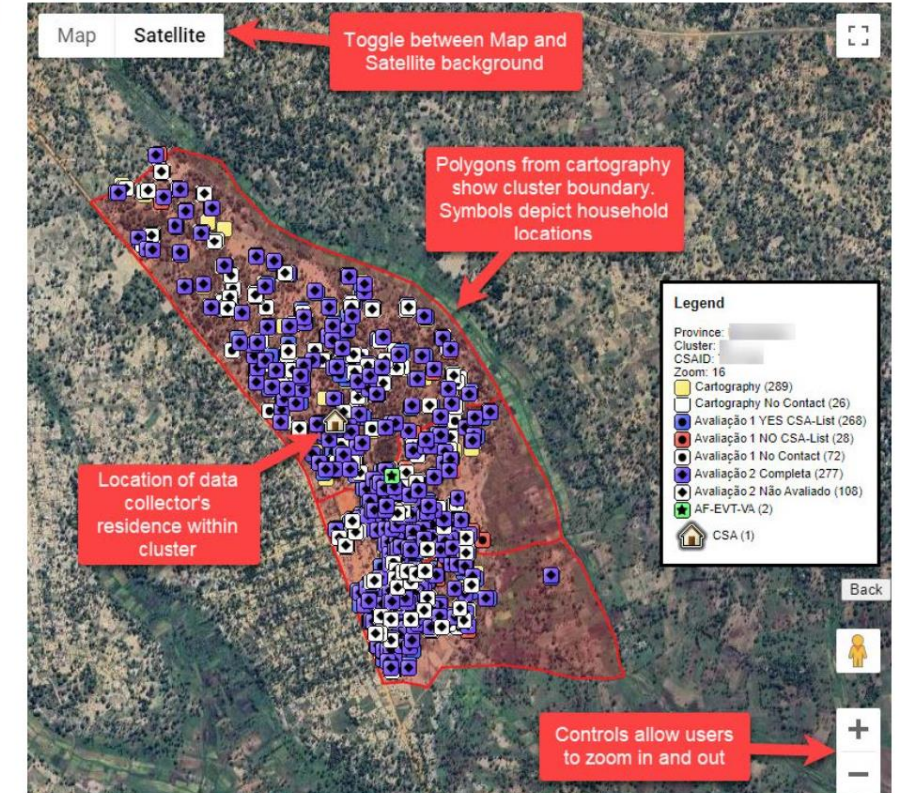 Map
Satellite
Toggle between Map and
Satellite background
Polygons from cartography
show cluster boundary.
Symbols depict household
locations
Legend
Province:
Cluster:
CSAID:
Zoom: 16
Cartography (289)
Cartography No Contact (26)
Avaliação 1 YES CSA-List (268)
Avaliação 1 NO CSA-List (28)
Avaliação 1 No Contact (72)
Avaliação 2 Completa (277)
Avaliação 2 Não Avaliado (108)
AF-EVT-VA (2)
CSA (1)
Location of data
collector's
residence within
cluster
Back
Controls allow users
to zoom in and out